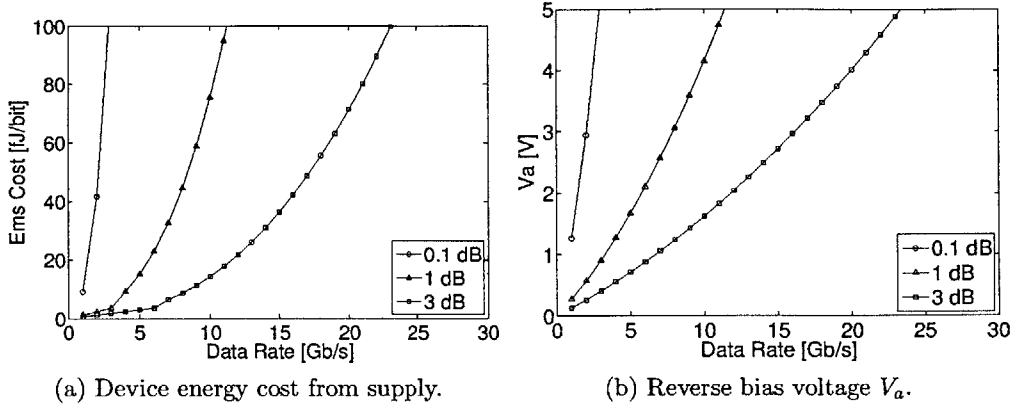 100
80
60
40
20
0
Ems Cost [fJ/bit]
0 5 10 15 20 25 30
Data Rate [Gb/s]
0.1 dB
1 dB
3 dB
(a) Device energy cost from supply.
5
4
3
2
1
0
Va [V]
0 5 10 15 20 25 30
Data Rate [Gb/s]
0.1 dB
1 dB
3 dB
(b) Reverse bias voltage Va.